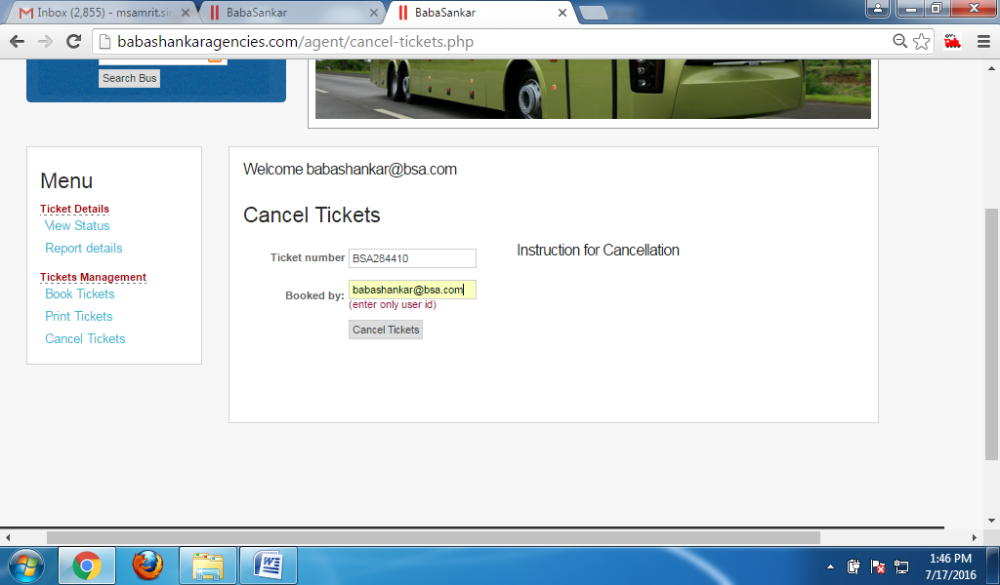 Inbox (2,855) - msamrit.sin
BabaSankar
BabaSankar
babashankaragencies.com/agent/cancel-tickets.php
Search Bus
Menu
Ticket Details
View Status
Report details
Tickets Management
Book Tickets
Print Tickets
Cancel Tickets
Welcome babashankar@bsa.com
Cancel Tickets
Ticket number BSA284410
Booked by: babashankar@bsa.com
(enter only user id)
Cancel Tickets
Instruction for Cancellation
1:46 PM
7/17/2016